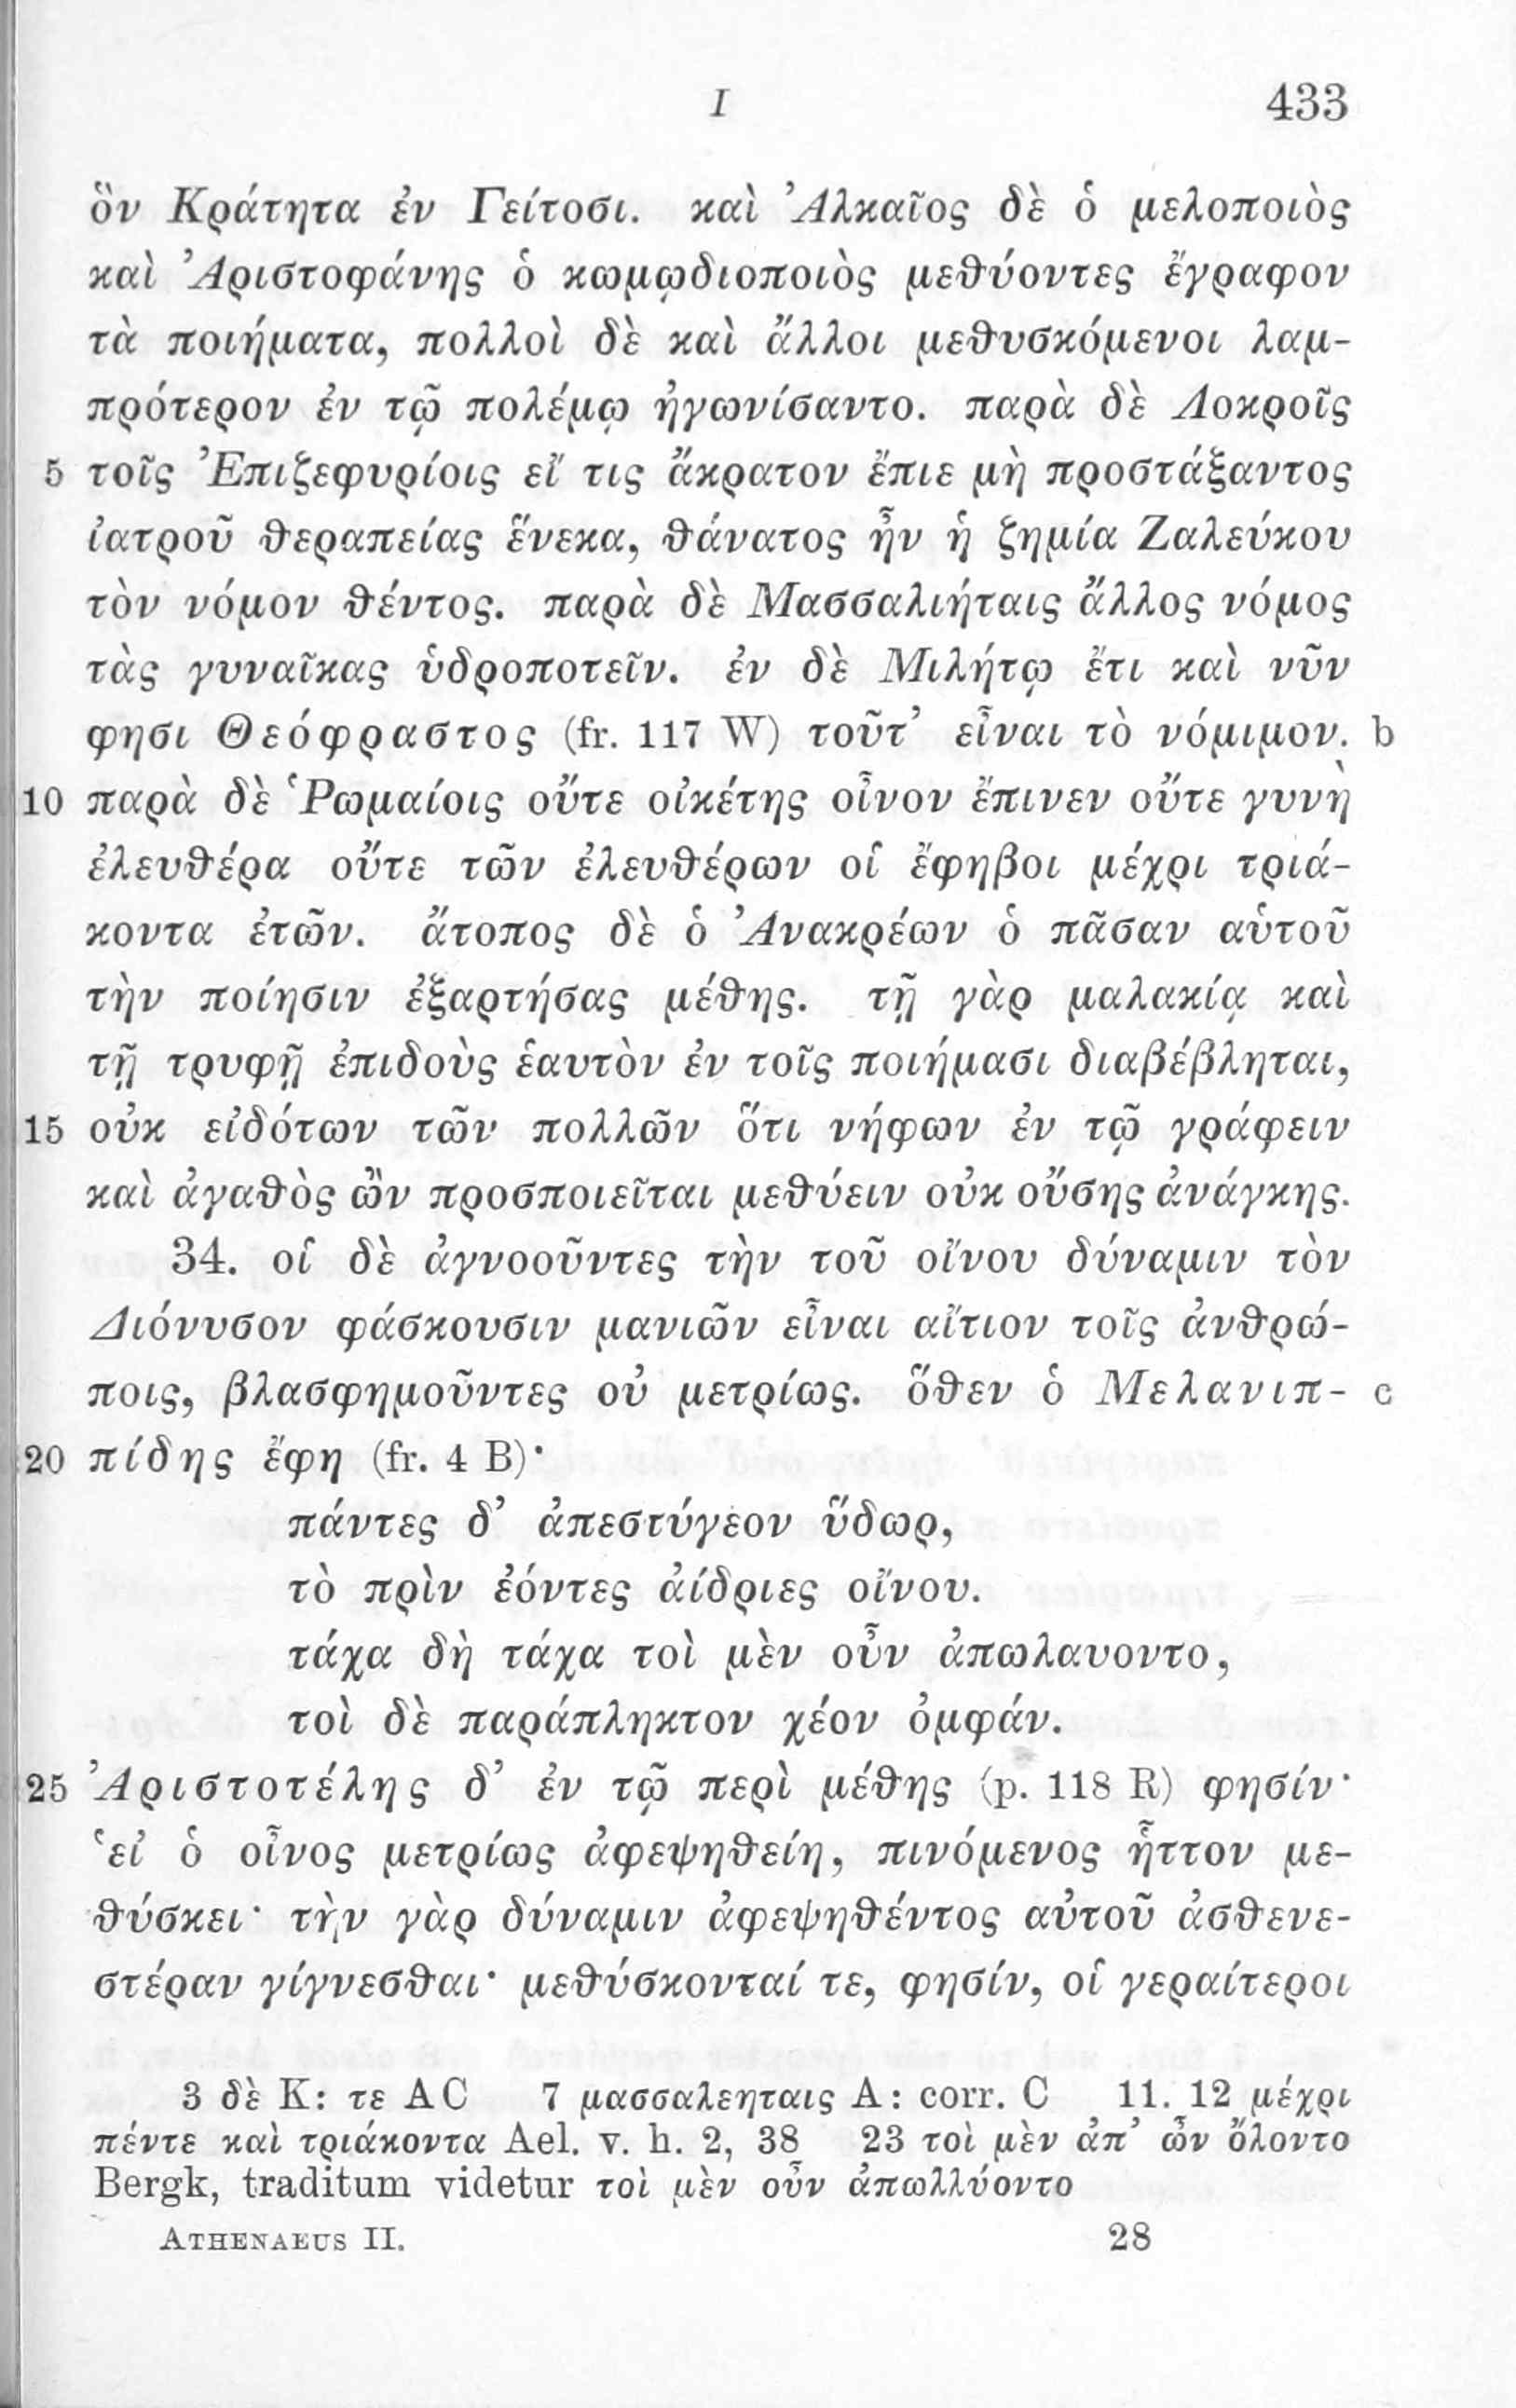 I 433
ὃν Κράτητα ἐν Γείτοσι. καὶ Ἀλκαῖος δὲ ὁ μελοποιὸς
καὶ Ἀριστοφάνης ὁ κωμῳδιοποιὸς μεθύοντες ἔγραφον
τὰ ποιήματα, πολλοὶ δὲ καὶ ἄλλοι μεθυσκόμενοι λαμ-
πρότερον ἐν τῷ πολέμῳ ἠγωνίσαντο. παρὰ δὲ Λοκροῖς
5 τοῖς Ἐπιζεφυρίοις εἴ τις ἄκρατον ἔπιε μὴ προστάξαντος
ἰατροῦ θεραπείας ἕνεκα, θάνατος ἦν ἡ ζημία Ζαλεύκου
τὸν νόμον θέντος. παρὰ δὲ Μασσαλιήταις ἄλλος νόμος
τὰς γυναῖκας ὑδροποτεῖν. ἐν δὲ Μιλήτῳ ἔτι καὶ νῦν
φησι Θεόφραστος (fr. 117 W) τοῦτ’ εἶναι τὸ νόμιμον. b
10 παρὰ δὲ Ῥωμαίοις οὔτε οἰκέτης οἶνον ἔπινεν οὔτε γυνὴ
ἐλευθέρα οὔτε τῶν ἐλευθέρων οἱ ἔφηβοι μέχρι τριά-
κοντα ἐτῶν. ἄτοπος δὲ ὁ Ἀνακρέων ὁ πᾶσαν αὑτοῦ
τὴν ποίησιν ἐξαρτήσας μέθης. τῇ γὰρ μαλακίᾳ καὶ
τῇ τρυφῇ ἐπιδοὺς ἑαυτὸν ἐν τοῖς ποιήμασι διαβέβληται,
15 οὐκ εἰδότων τῶν πολλῶν ὅτι νήφων ἐν τῷ γράφειν
καὶ ἀγαθὸς ὢν προσποιεῖται μεθύειν οὐκ οὔσης ἀνάγκης.
34. οἱ δὲ ἀγνοοῦντες τὴν τοῦ οἴνου δύναμιν τὸν
Διόνυσον φάσκουσιν μανιῶν εἶναι αἴτιον τοῖς ἀνθρώ-
ποις, βλασφημοῦντες οὐ μετρίως. ὅθεν ὁ Μελανιπ- c
20 πίδης ἔφη (fr. 4 B)·
πάντες δ’ ἀπεστύγεον ὕδωρ,
τὸ πρὶν ἐόντες ἀίδριες οἴνου.
τάχα δὴ τάχα τοὶ μὲν οὖν ἀπωλαυοντο,
τοὶ δὲ παράπληκτον χέον ὀμφάν.
25 Ἀριστοτέλης δ’ ἐν τῷ περὶ μέθης (p. 118 R) φησίν·
‛εἰ ὁ οἶνος μετρίως ἀφεψηθείη, πινόμενος ἧττον με-
θύσκει· τὴν γὰρ δύναμιν ἀφεψηθέντος αὐτοῦ ἀσθενε-
στέραν γίγνεσθαι· μεθύσκονταί τε, φησίν, οἱ γεραίτεροι
3 δὲ K: τε AC 7 μασσαλεηταις A: corr. C 11. 12 μέχρι
πέντε καὶ τριάκοντα Ael. v. h. 2, 38 23 τοὶ μὲν ἀπ’ ὦν ὄλοντο
Bergk, traditum videtur τοὶ μὲν οὖν ἀπωλλύοντο
ATHENAEUS II. 28